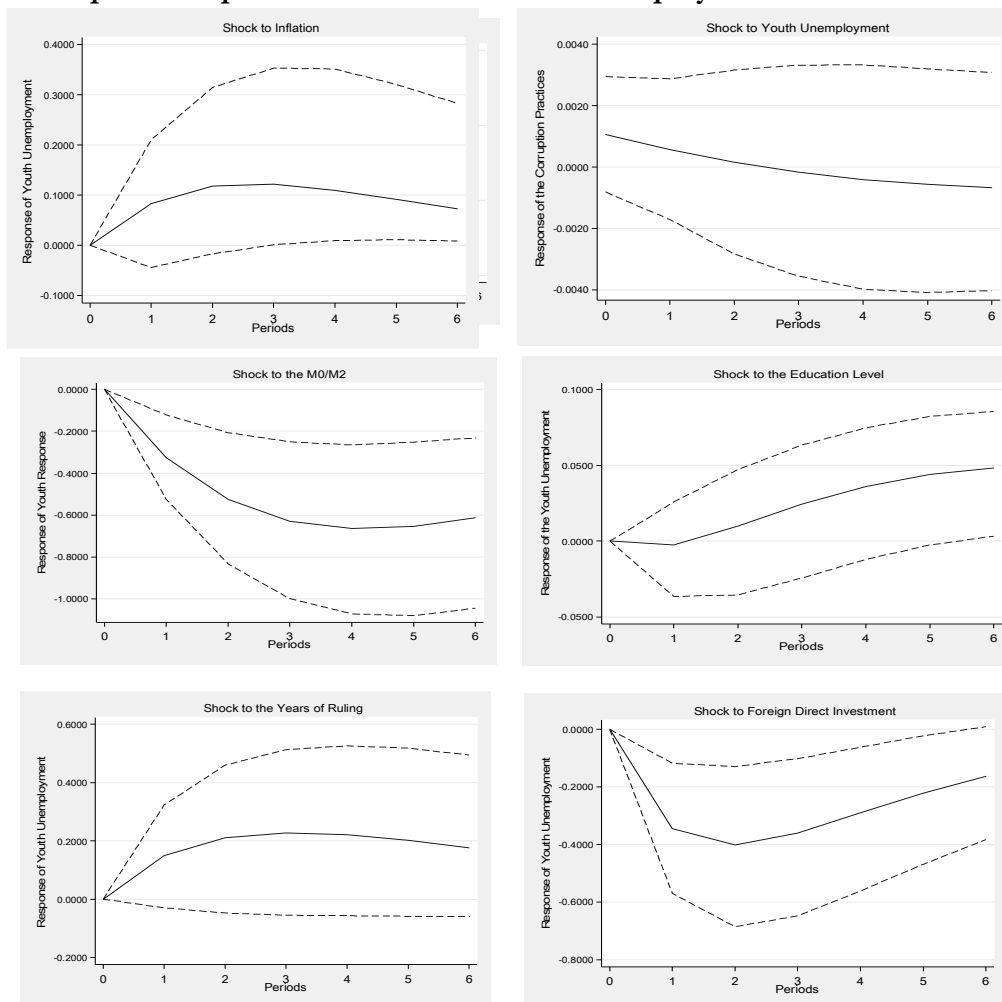 Shock to Inflation
Response of Youth Unemployment
0.4000
0.3000
0.2000
0.1000
0.0000
-0.1000
0 1 2 3 4 5 6
Periods
Shock to Youth Unemployment
Response of the Corruption Practices
0.0040
0.0020
0.0000
-0.0020
-0.0040
0 1 2 3 4 5 6
Periods
Shock to the M0/M2
Response of Youth Response
0.0000
-0.2000
-0.4000
-0.6000
-0.8000
-1.0000
0 1 2 3 4 5 6
Periods
Shock to the Education Level
Response of the Youth Unemployment
0.1000
0.0500
0.0000
-0.0500
0 1 2 3 4 5 6
Periods
Shock to the Years of Ruling
Response of Youth Unemployment
0.6000
0.4000
0.2000
0.0000
-0.2000
0 1 2 3 4 5 6
Periods
Shock to Foreign Direct Investment
Response of Youth Unemployment
0.0000
-0.2000
-0.4000
-0.6000
-0.8000
0 1 2 3 4 5 6
Periods